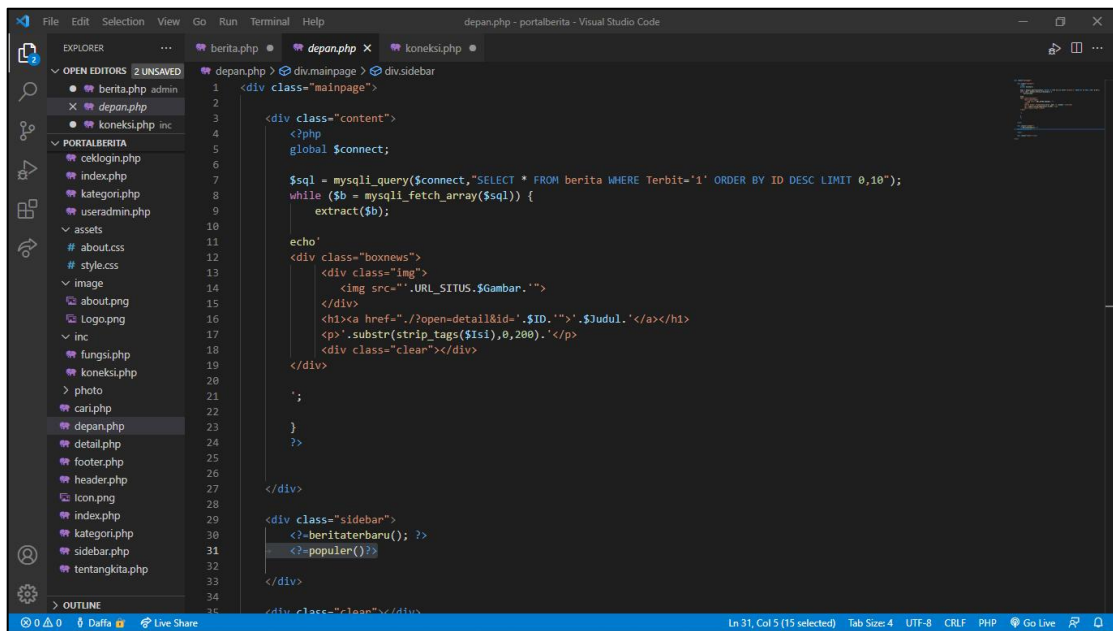 File Edit Selection View Go Run Terminal Help depan.php - portalberita - Visual Studio Code
EXPLORER
berita.php
depan.php
koneksi.php
OPEN EDITORS 2 UNSAVED
berita.php admin
depan.php
koneksi.php inc
PORTALBERITA
ceklogin.php
index.php
kategori.php
useradmin.php
assets
about.css
style.css
image
about.png
Logo.png
inc
fungsi.php
koneksi.php
photo
cari.php
depan.php
detail.php
footer.php
header.php
Icon.png
index.php
kategori.php
sidebar.php
tentangkita.php
OUTLINE
depan.php > div.mainpage > div.sidebar
1 <div class="mainpage">
2
3 <div class="content">
4 <?php
5 global $connect;
6
7 $sql = mysqli_query($connect,"SELECT * FROM berita WHERE Terbit='1' ORDER BY ID DESC LIMIT 0,10");
8 while ($b = mysqli_fetch_array($sql)) {
9 extract($b);
10
11 echo'
12 <div class="boxnews">
13 <div class="img">
14 <img src="'.URL_SITUS.$Gambar.'">
15 </div>
16 <h1><a href="./?open=detail&id='.$ID.'">'.$Judul.'</a></h1>
17 <p>'.substr(strip_tags($Isi),0,200).'</p>
18 <div class="clear"></div>
19 </div>
20
21 ';
22
23 }
24 ?>
25
26
27 </div>
28
29 <div class="sidebar">
30 <?=beritaterbaru(); ?>
31 <?=populer()?>
32
33 </div>
34
35 <div class="clear"></div>
2
0 0 Daffa Live Share Ln 31, Col 5 (15 selected) Tab Size: 4 UTF-8 CRLF PHP Go Live